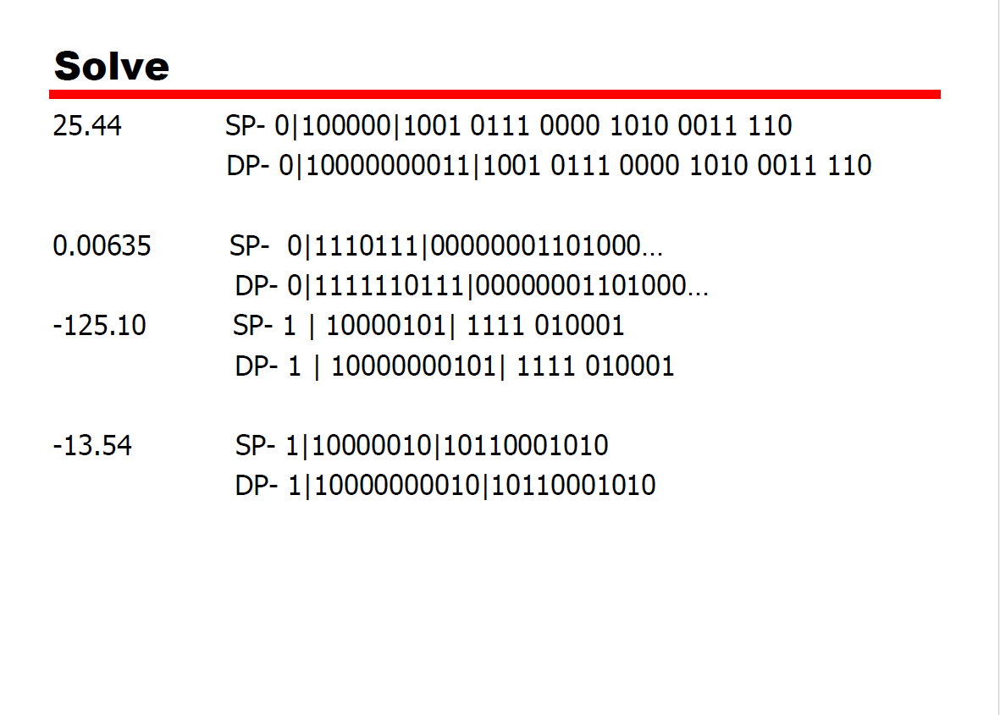 Solve
25.44 SP- 0|100000|1001 0111 0000 1010 0011 110
DP- 0|10000000011|1001 0111 0000 1010 0011 110
0.00635 SP- 0|1110111|00000001101000...
DP- 0|1111110111|00000001101000...
-125.10 SP- 1 | 10000101| 1111 010001
DP- 1 | 10000000101| 1111 010001
-13.54 SP- 1|10000010|10110001010
DP- 1|10000000010|10110001010